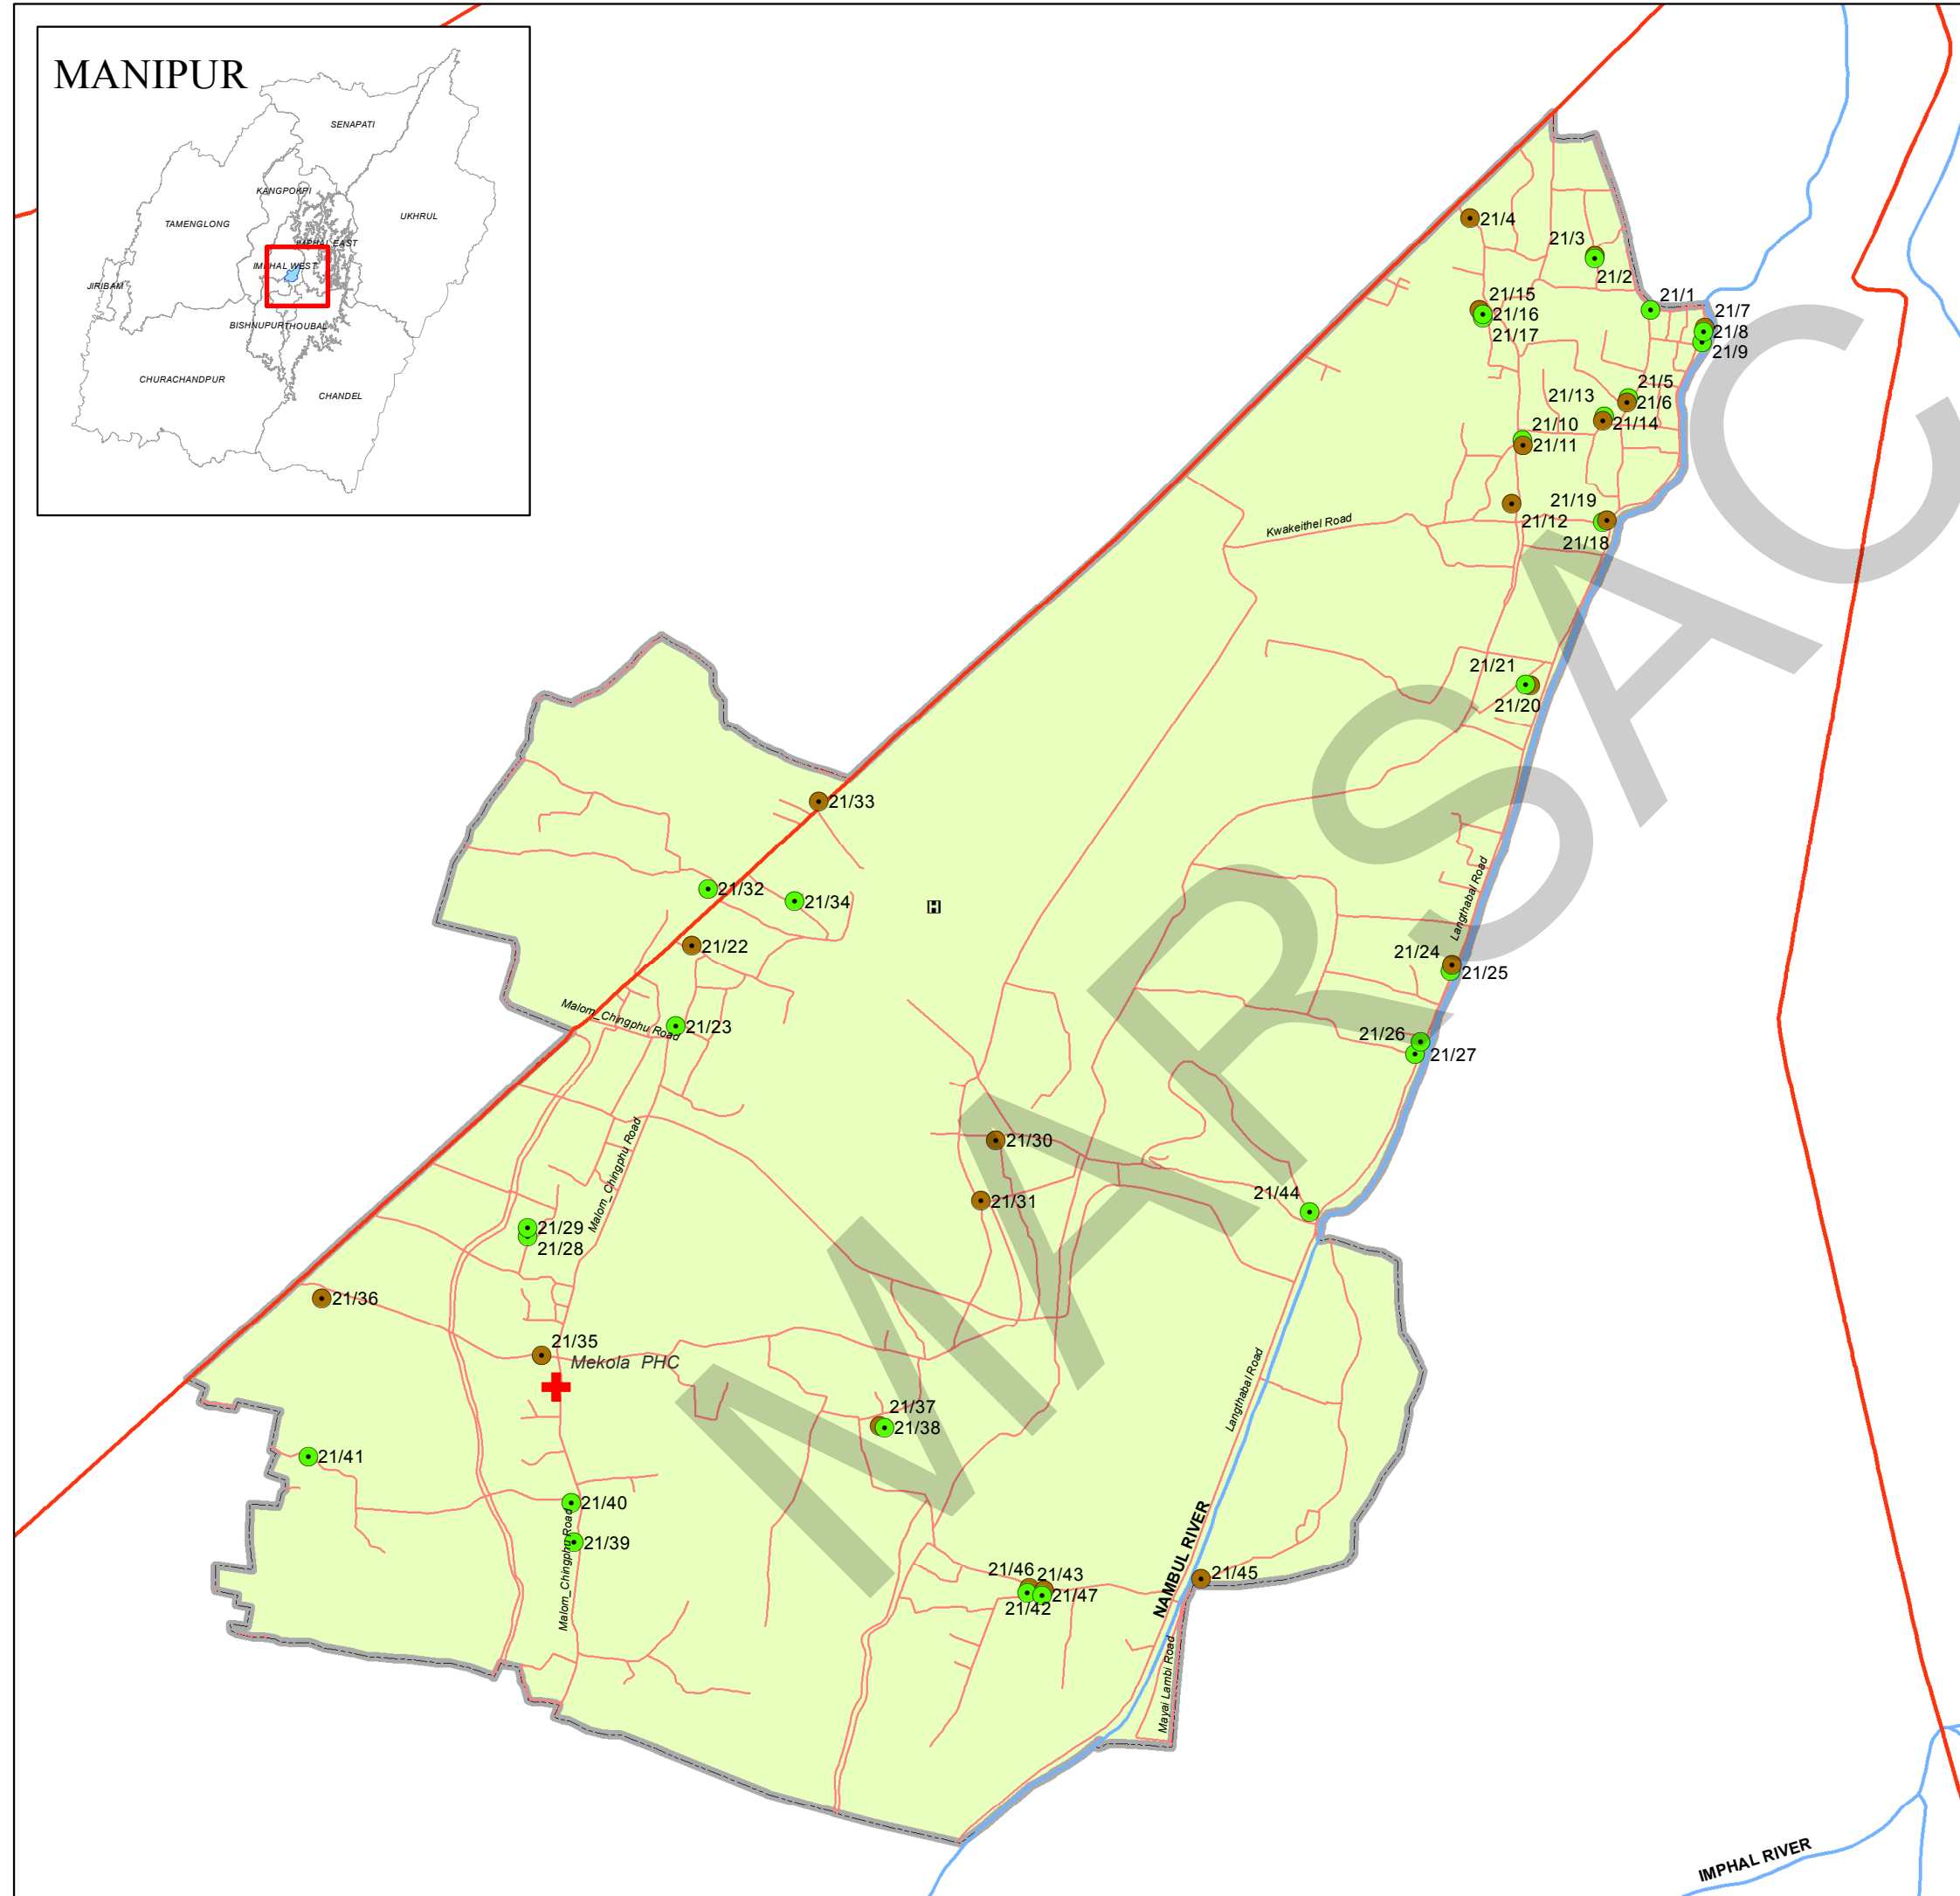 MANIPUR
SENAPATI
KANGPOKPI
TAMENGLONG
UKHRUL
IMPHAL EAST
IMPHAL WEST
JIRIBAM
BISHNUPUR
THOUBAL
CHURACHANDPUR
CHANDEL
21/4
21/3
21/2
21/1
21/15
21/16
21/17
21/7
21/8
21/9
21/5
21/6
21/13
21/14
21/10
21/11
21/19
21/12
21/18
Kwakeithel Road
21/21
21/20
21/33
21/32
21/34
Langthabal Road
21/22
21/24
21/25
Malom_Chingphu Road
21/23
21/26
21/27
Malom_Chingphu Road
21/30
21/31
21/44
21/29
21/28
21/36
21/35
Mekola PHC
Langthabal Road
21/37
21/38
21/41
21/40
21/39
Malom_Chingphu Road
NAMBUL RIVER
21/46
21/43
21/47
21/42
21/45
Mayai Lambi Road
IMPHAL RIVER
H
MARSAC